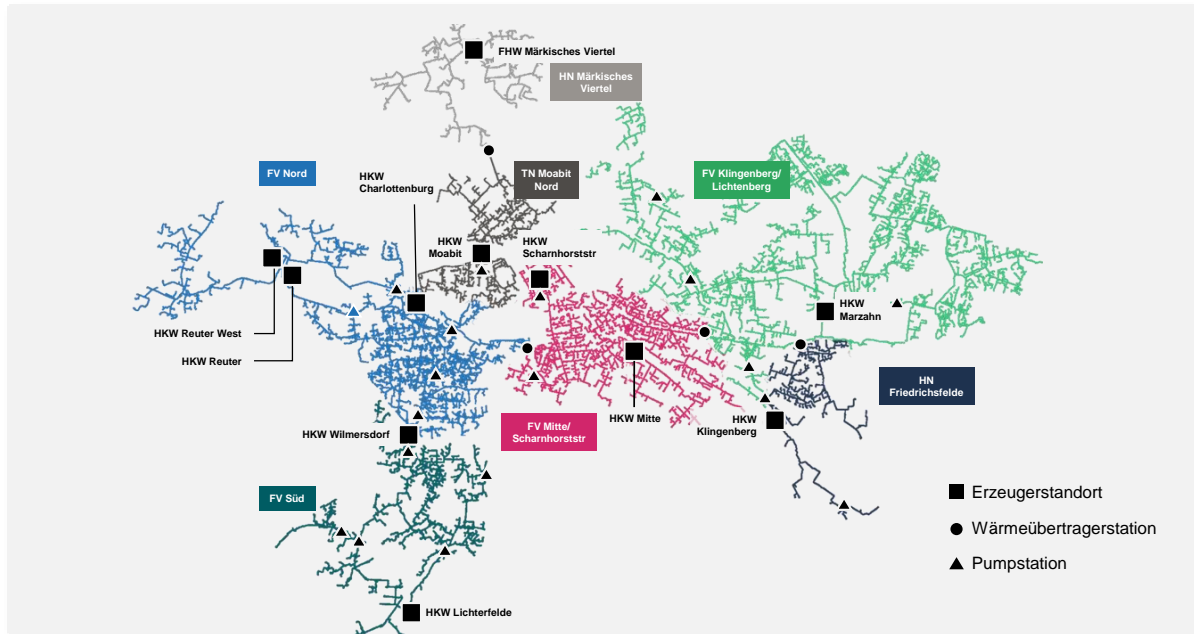 FHW Märkisches Viertel
HN Märkisches
Viertel
FV Nord
HKW
Charlottenburg
TN Moabit
Nord
FV Klingenberg/
Lichtenberg
HKW
Moabit
HKW
Scharnhorststr
HKW
Marzahn
HKW Reuter West
HKW Reuter
HN
Friedrichsfelde
HKW Mitte
HKW
Klingenberg
FV Mitte/
Scharnhorststr
HKW Wilmersdorf
FV Süd
HKW Lichterfelde
Erzeugerstandort
Wärmeübertragerstation
Pumpstation